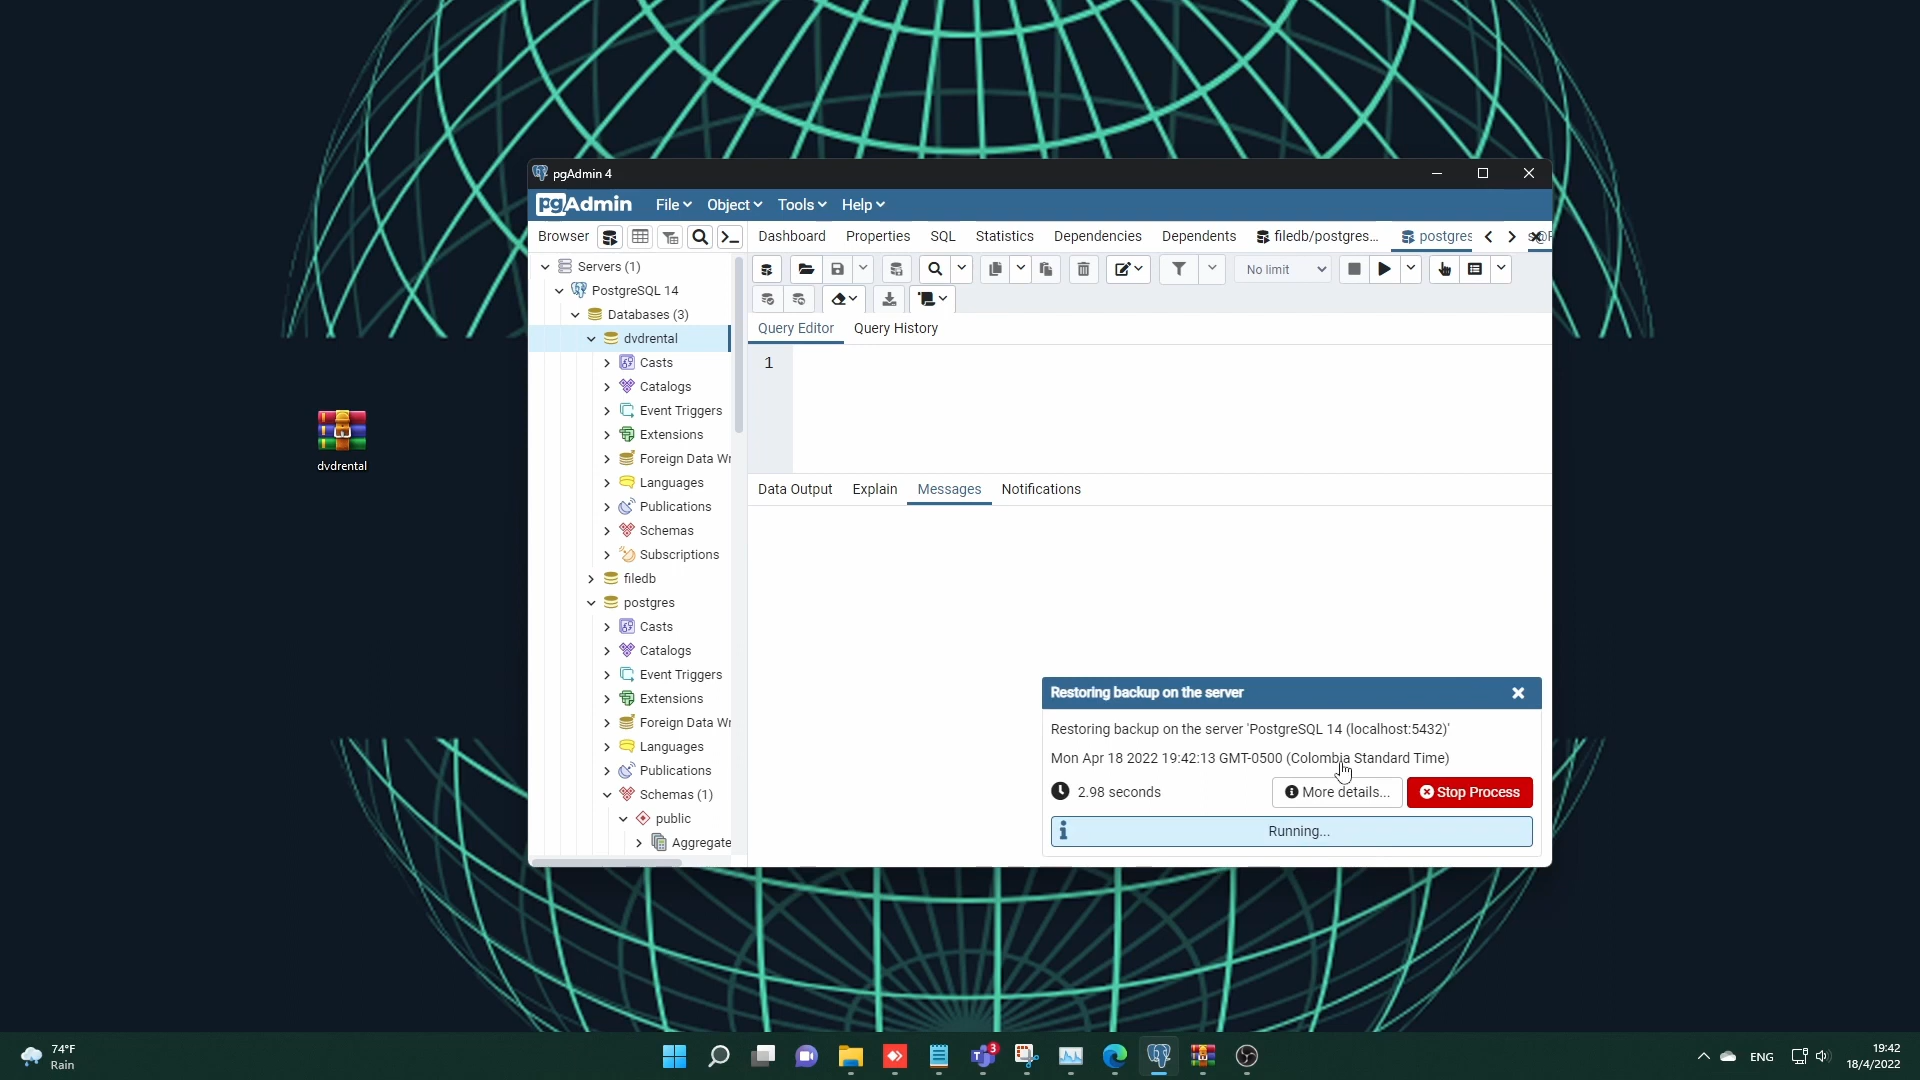 pgAdmin 4
pgAdmin File Object Tools Help
Browser
Dashboard Properties SQL Statistics Dependencies Dependents filedb/postgres... postgres
Servers (1)
PostgreSQL 14
Databases (3)
dvdrental
Casts
Catalogs
Event Triggers
Extensions
Foreign Data Wr
Languages
Publications
Schemas
Subscriptions
filedb
postgres
Casts
Catalogs
Event Triggers
Extensions
Foreign Data Wr
Languages
Publications
Schemas (1)
public
Aggregate
No limit
Query Editor Query History
1
Data Output Explain Messages Notifications
Restoring backup on the server
Restoring backup on the server 'PostgreSQL 14 (localhost:5432)'
Mon Apr 18 2022 19:42:13 GMT-0500 (Colombia Standard Time)
2.98 seconds More details... Stop Process
Running...
dvdrental
74°F
Rain
3
ENG
19:42
18/4/2022